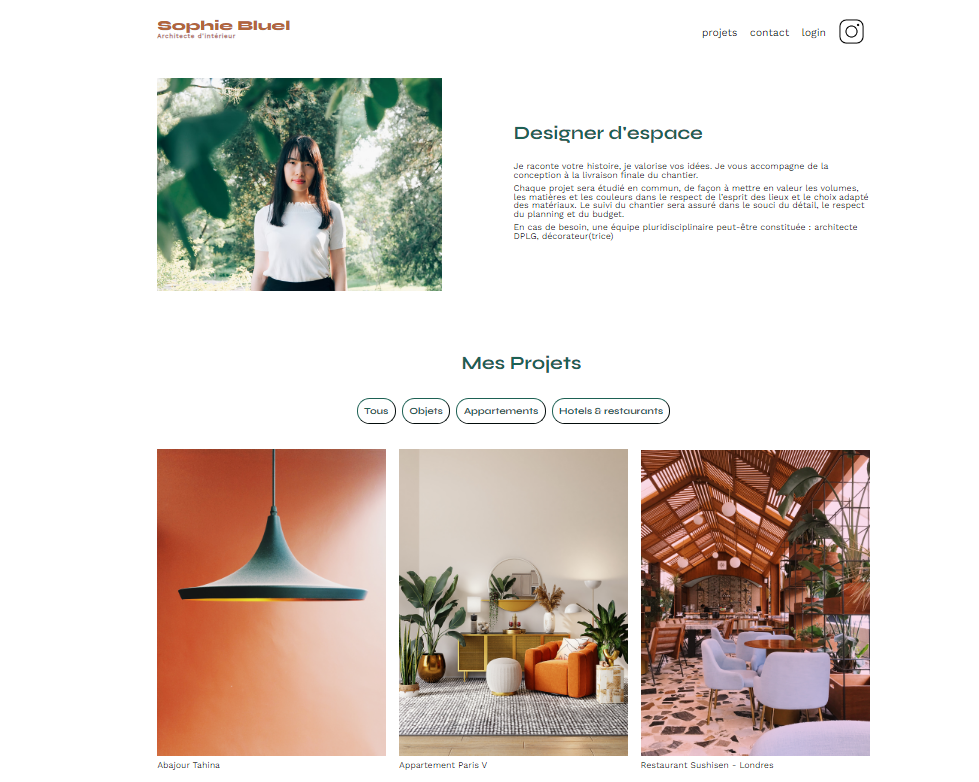 Sophie Bluel
Architecte d'intérieur
projets
contact
login
Designer d'espace
Je raconte votre histoire, je valorise vos idées. Je vous accompagne de la
conception à la livraison finale du chantier.
Chaque projet sera étudié en commun, de façon à mettre en valeur les volumes,
les matières et les couleurs dans le respect de l'esprit des lieux et le choix adapté
des matériaux. Le suivi du chantier sera assuré dans le souci du détail, le respect
du planning et du budget.
En cas de besoin, une équipe pluridisciplinaire peut-être constituée : architecte
DPLG, décorateur(trice)
Mes Projets
Tous
Objets
Appartements
Hotels & restaurants
Abajour Tahina
Appartement Paris V
Restaurant Sushisen - Londres